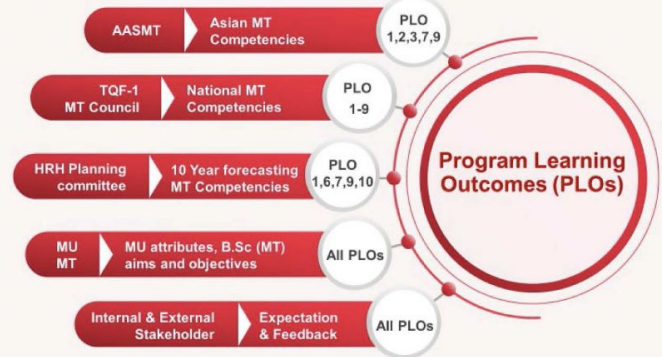 AASMT
Asian MT
Competencies
PLO
1,2,3,7,9
TQF-1
MT Council
National MT
Competencies
PLO
1-9
HRH Planning
committee
10 Year forecasting
MT Competencies
PLO
1,6,7,9,10
MU
MT
MU attributes, B.Sc (MT)
aims and objectives
All PLOs
Internal & External
Stakeholder
Expectation
& Feedback
All PLOs
Program Learning
Outcomes (PLOs)